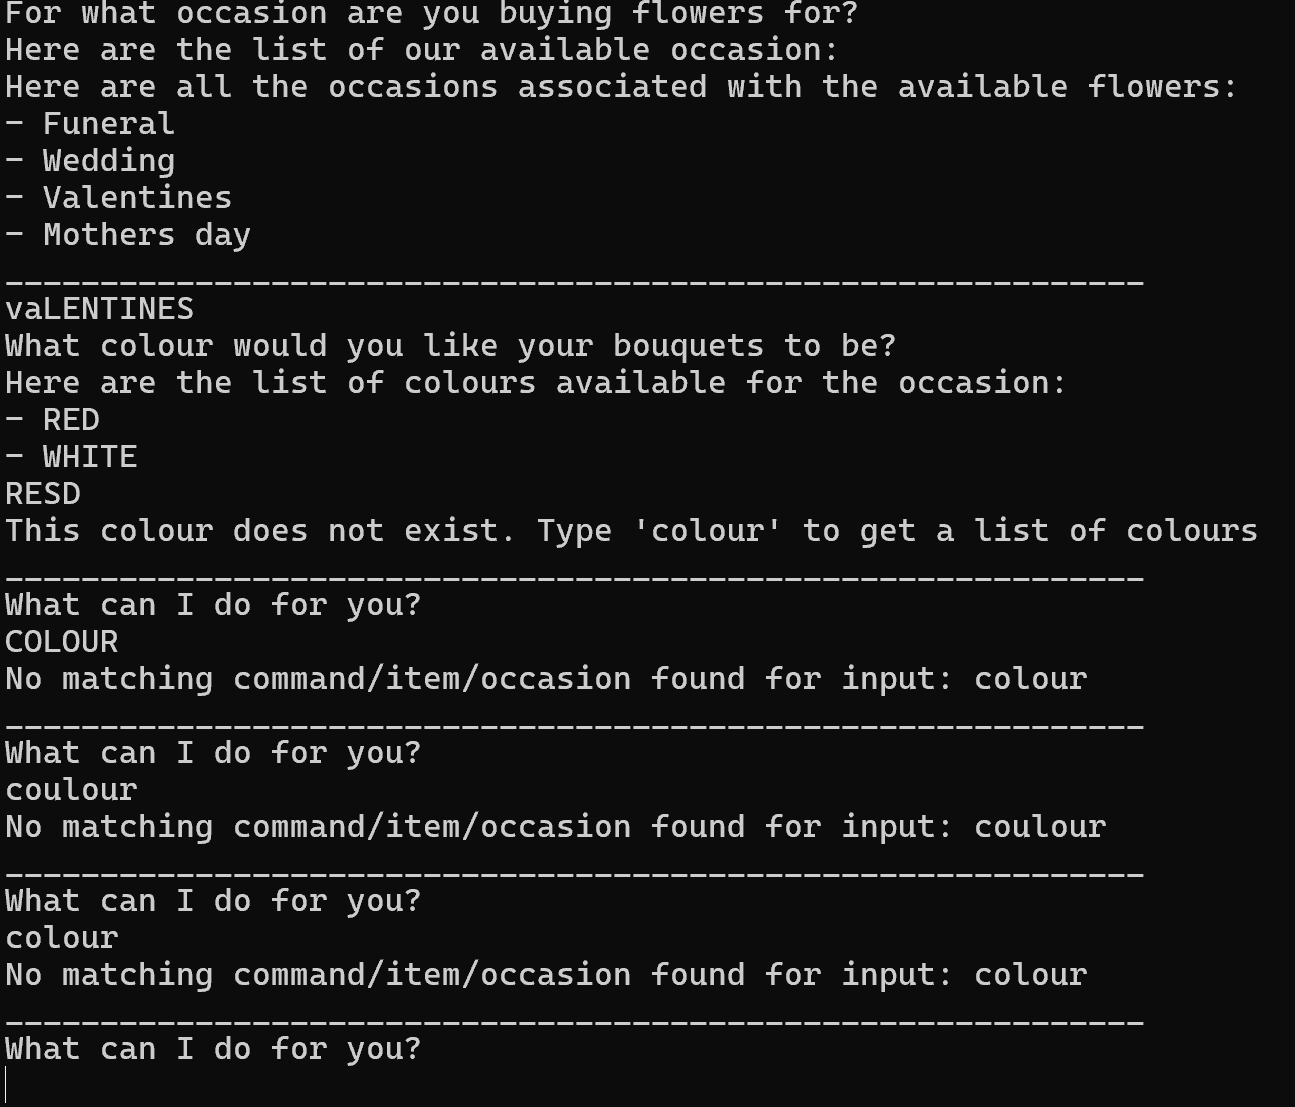 For what occasion are you buying flowers for?
Here are the list of our available occasion:
Here are all the occasions associated with the available flowers:
- Funeral
- Wedding
- Valentines
- Mothers day
____________________________________________________________
vaLENTINES
What colour would you like your bouquets to be?
Here are the list of colours available for the occasion:
- RED
- WHITE
RESD
This colour does not exist. Type 'colour' to get a list of colours
____________________________________________________________
What can I do for you?
COLOUR
No matching command/item/occasion found for input: colour
____________________________________________________________
What can I do for you?
coulour
No matching command/item/occasion found for input: coulour
____________________________________________________________
What can I do for you?
colour
No matching command/item/occasion found for input: colour
____________________________________________________________
What can I do for you?